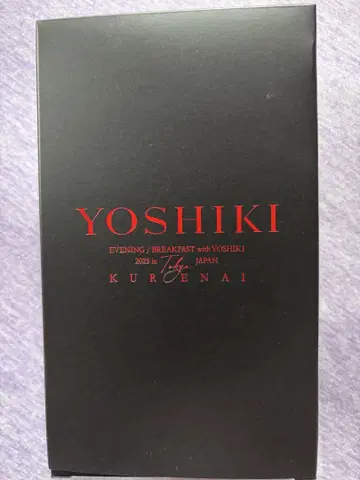 YOSHIKI
EVENING / BREAKFAST with YOSHIKI
2025 in Tokyo JAPAN
KURENAI